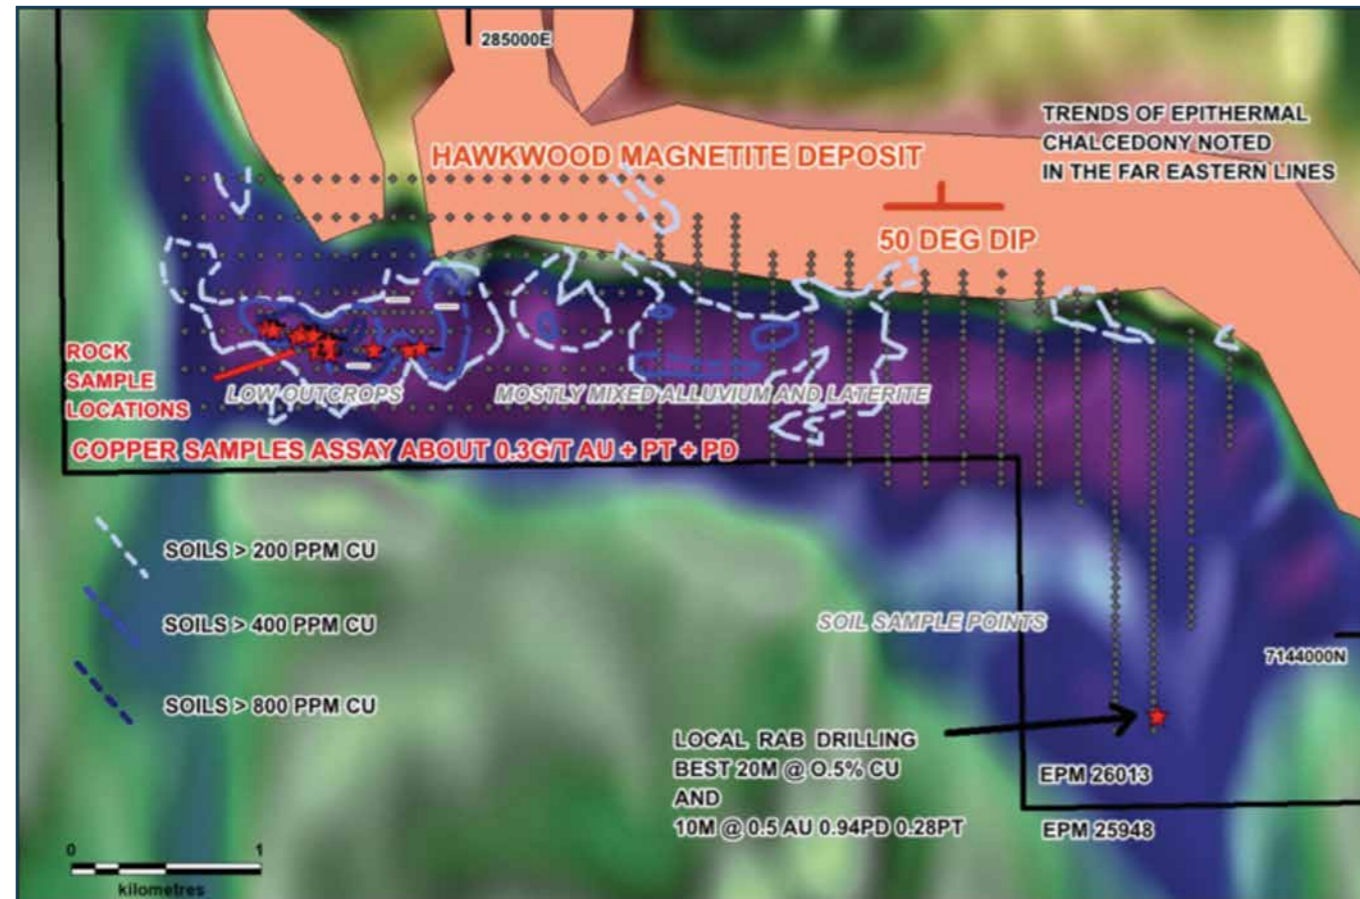 285000E
TRENDS OF EPITHERMAL
CHALCEDONY NOTED
IN THE FAR EASTERN LINES
HAWKWOOD MAGNETITE DEPOSIT
50 DEG DIP
ROCK
SAMPLE
LOCATIONS
LOW OUTCROPS
MOSTLY MIXED ALLUVIUM AND LATERITE
COPPER SAMPLES ASSAY ABOUT 0.3G/T AU + PT + PD
SOILS > 200 PPM CU
SOILS > 400 PPM CU
SOILS > 800 PPM CU
SOIL SAMPLE POINTS
7144000N
LOCAL RAB DRILLING
BEST 20M @ O.5% CU
AND
10M @ 0.5 AU 0.94PD 0.28PT
EPM 26013
EPM 25948
0 1
kilometres